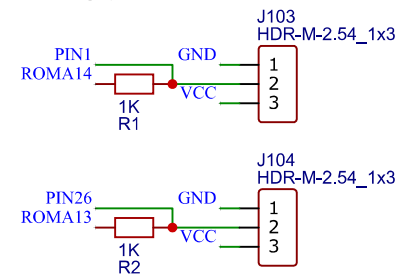 J103
HDR-M-2.54_1x3
PIN1
GND
1
ROMA14
2
VCC
3
1K
R1
J104
HDR-M-2.54_1x3
PIN26
GND
1
ROMA13
2
VCC
3
1K
R2